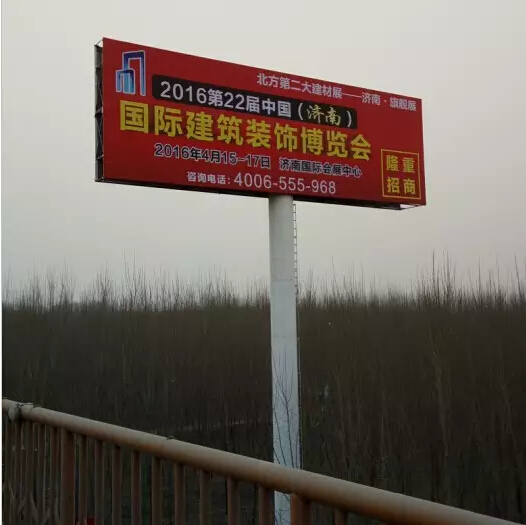 北方第二大建材展——济南·旗舰展
2016第22届中国（济南）
国际建筑装饰博览会
2016年4月15-17日 济南国际会展中心
咨询电话：4006-555-968
隆重
招商